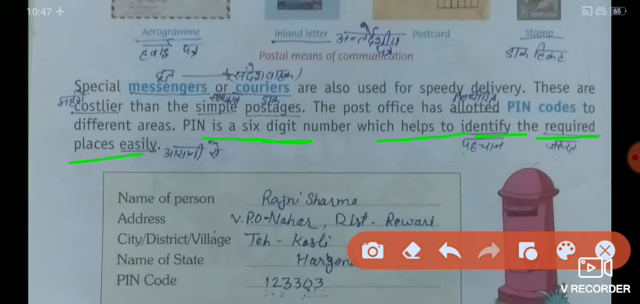 10:47
65
Aerogramme
Inland letter
Postcard
Stamp
हवाई पत्र
अन्तर्देशीय पत्र
डाक टिकट
Postal means of communication
दूत
संदेशवाहक
Special messengers or couriers are also used for speedy delivery. These are
costlier than the simple postages. The post office has allotted PIN codes to
different areas. PIN is a six digit number which helps to identify the required
places easily.
आसानी से
पहचान
Name of person Rajni Sharma
Address V.P.O-Nahar, Dist- Rewari
City/District/Village Teh - Kosli
Name of State
PIN Code 123303
V RECORDER